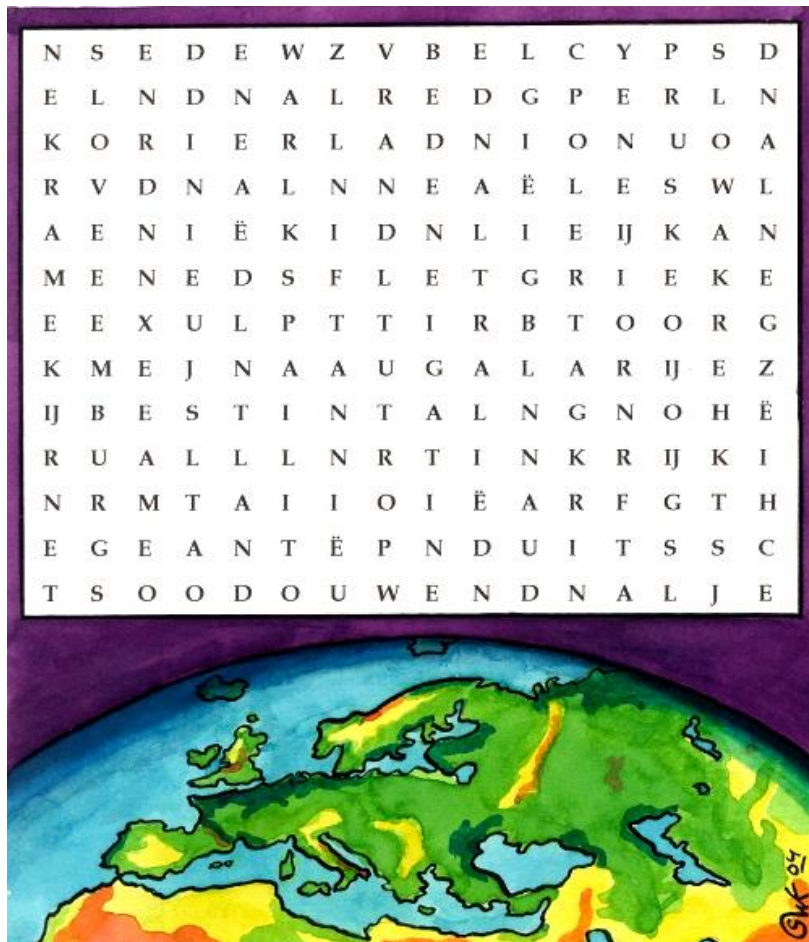 N S E D E W Z V B E L C Y P S D
E L N D N A L R E D G P E R L N
K O R I E R L A D N I O N U O A
R V D N A L N N E A Ë L E S W L
A E N I Ë K I D N L I E IJ K A N
M E N E D S F L E T G R I E K E
E E X U L P T T I R B T O O R G
K M E J N A A U G A L A R IJ E Z
IJ B E S T I N T A L N G N O H Ë
R U A L L L N R T I N K R IJ K I
N R M T A I I O I Ë A R F G T H
E G E A N T Ë P N D U I T S S C
T S O O D O U W E N D N A L J E